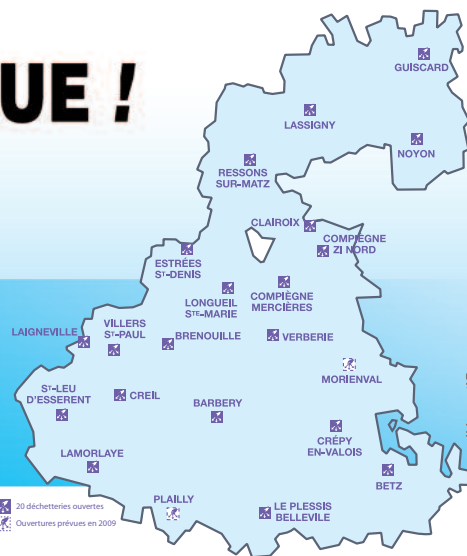 UE !
GUISCARD
LASSIGNY
NOYON
RESSONS
SUR-MATZ
CLAIROIX
COMPIÈGNE
ZI NORD
ESTRÉES
ST-DENIS
LONGUEIL
STE-MARIE
COMPIÈGNE
MERCIÈRES
LAIGNEVILLE
VILLERS
ST-PAUL
BRENOUILLE
VERBERIE
MORIENVAL
ST-LEU
D'ESSERENT
CREIL
BARBERY
CRÉPY
EN-VALOIS
LAMORLAYE
BETZ
PLAILLY
LE PLESSIS
BELLEVILE
20 déchetteries ouvertes
Ouvertures prévues en 2009